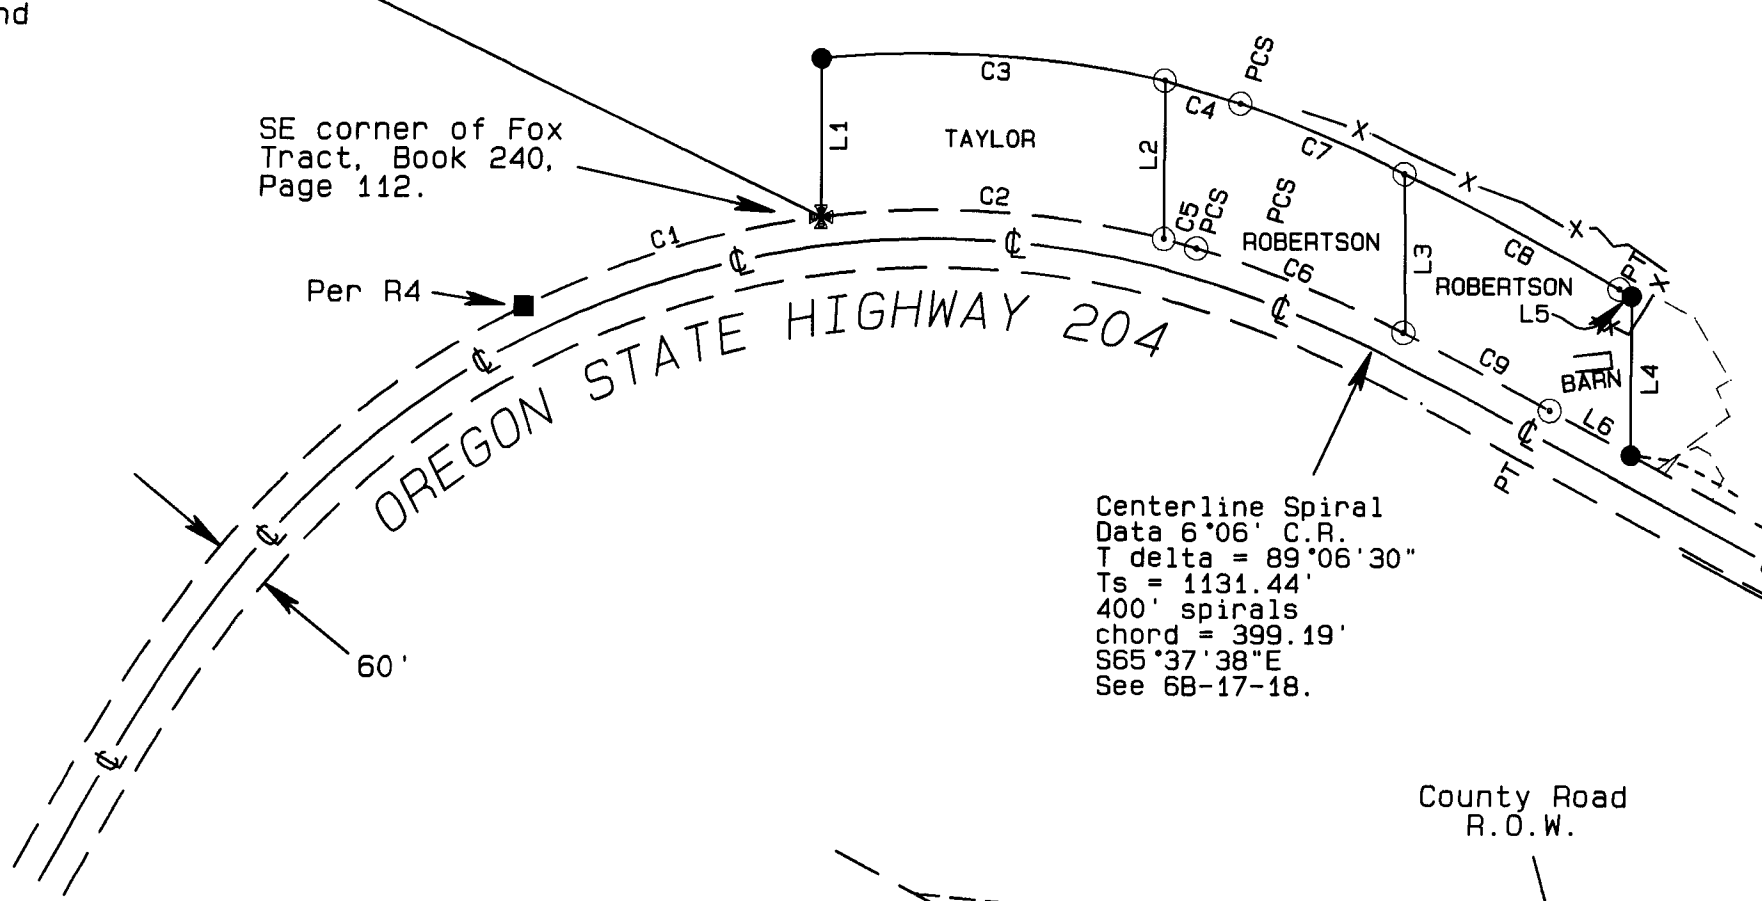 nd
SE corner of Fox
Tract, Book 240,
Page 112.
Per R4
C1
L1
C3
TAYLOR
C2
L2
C4
PCS
C5
PCS
PCS
C7
ROBERTSON
C6
L3
C8
ROBERTSON
PT
L5
BARN
L4
C9
L6
PT
OREGON STATE HIGHWAY 204
60'
Centerline Spiral
Data 6°06' C.R.
T delta = 89°06'30"
Ts = 1131.44'
400' spirals
chord = 399.19'
S65°37'38"E
See 6B-17-18.
County Road
R.O.W.